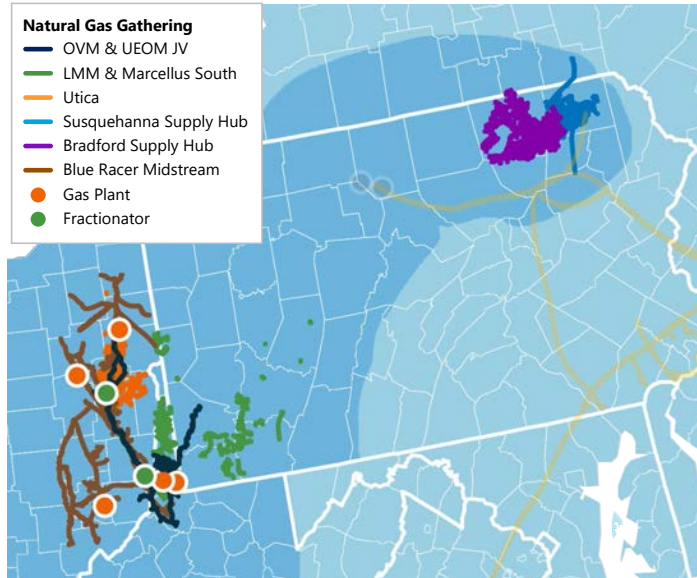 Natural Gas Gathering
OVM & UEOM JV
LMM & Marcellus South
Utica
Susquehanna Supply Hub
Bradford Supply Hub
Blue Racer Midstream
Gas Plant
Fractionator